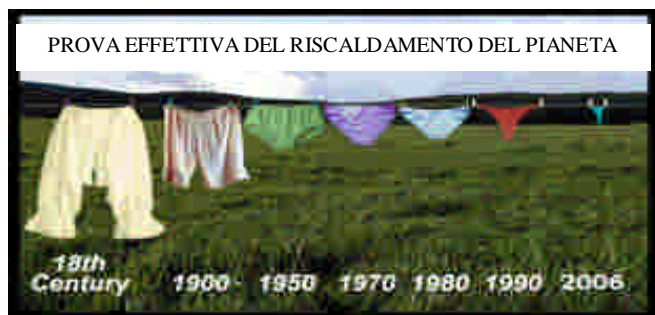 PROVA EFFETTIVA DEL RISCALDAMENTO DEL PIANETA
18th
Century
1900
1950
1970
1980
1990
2006